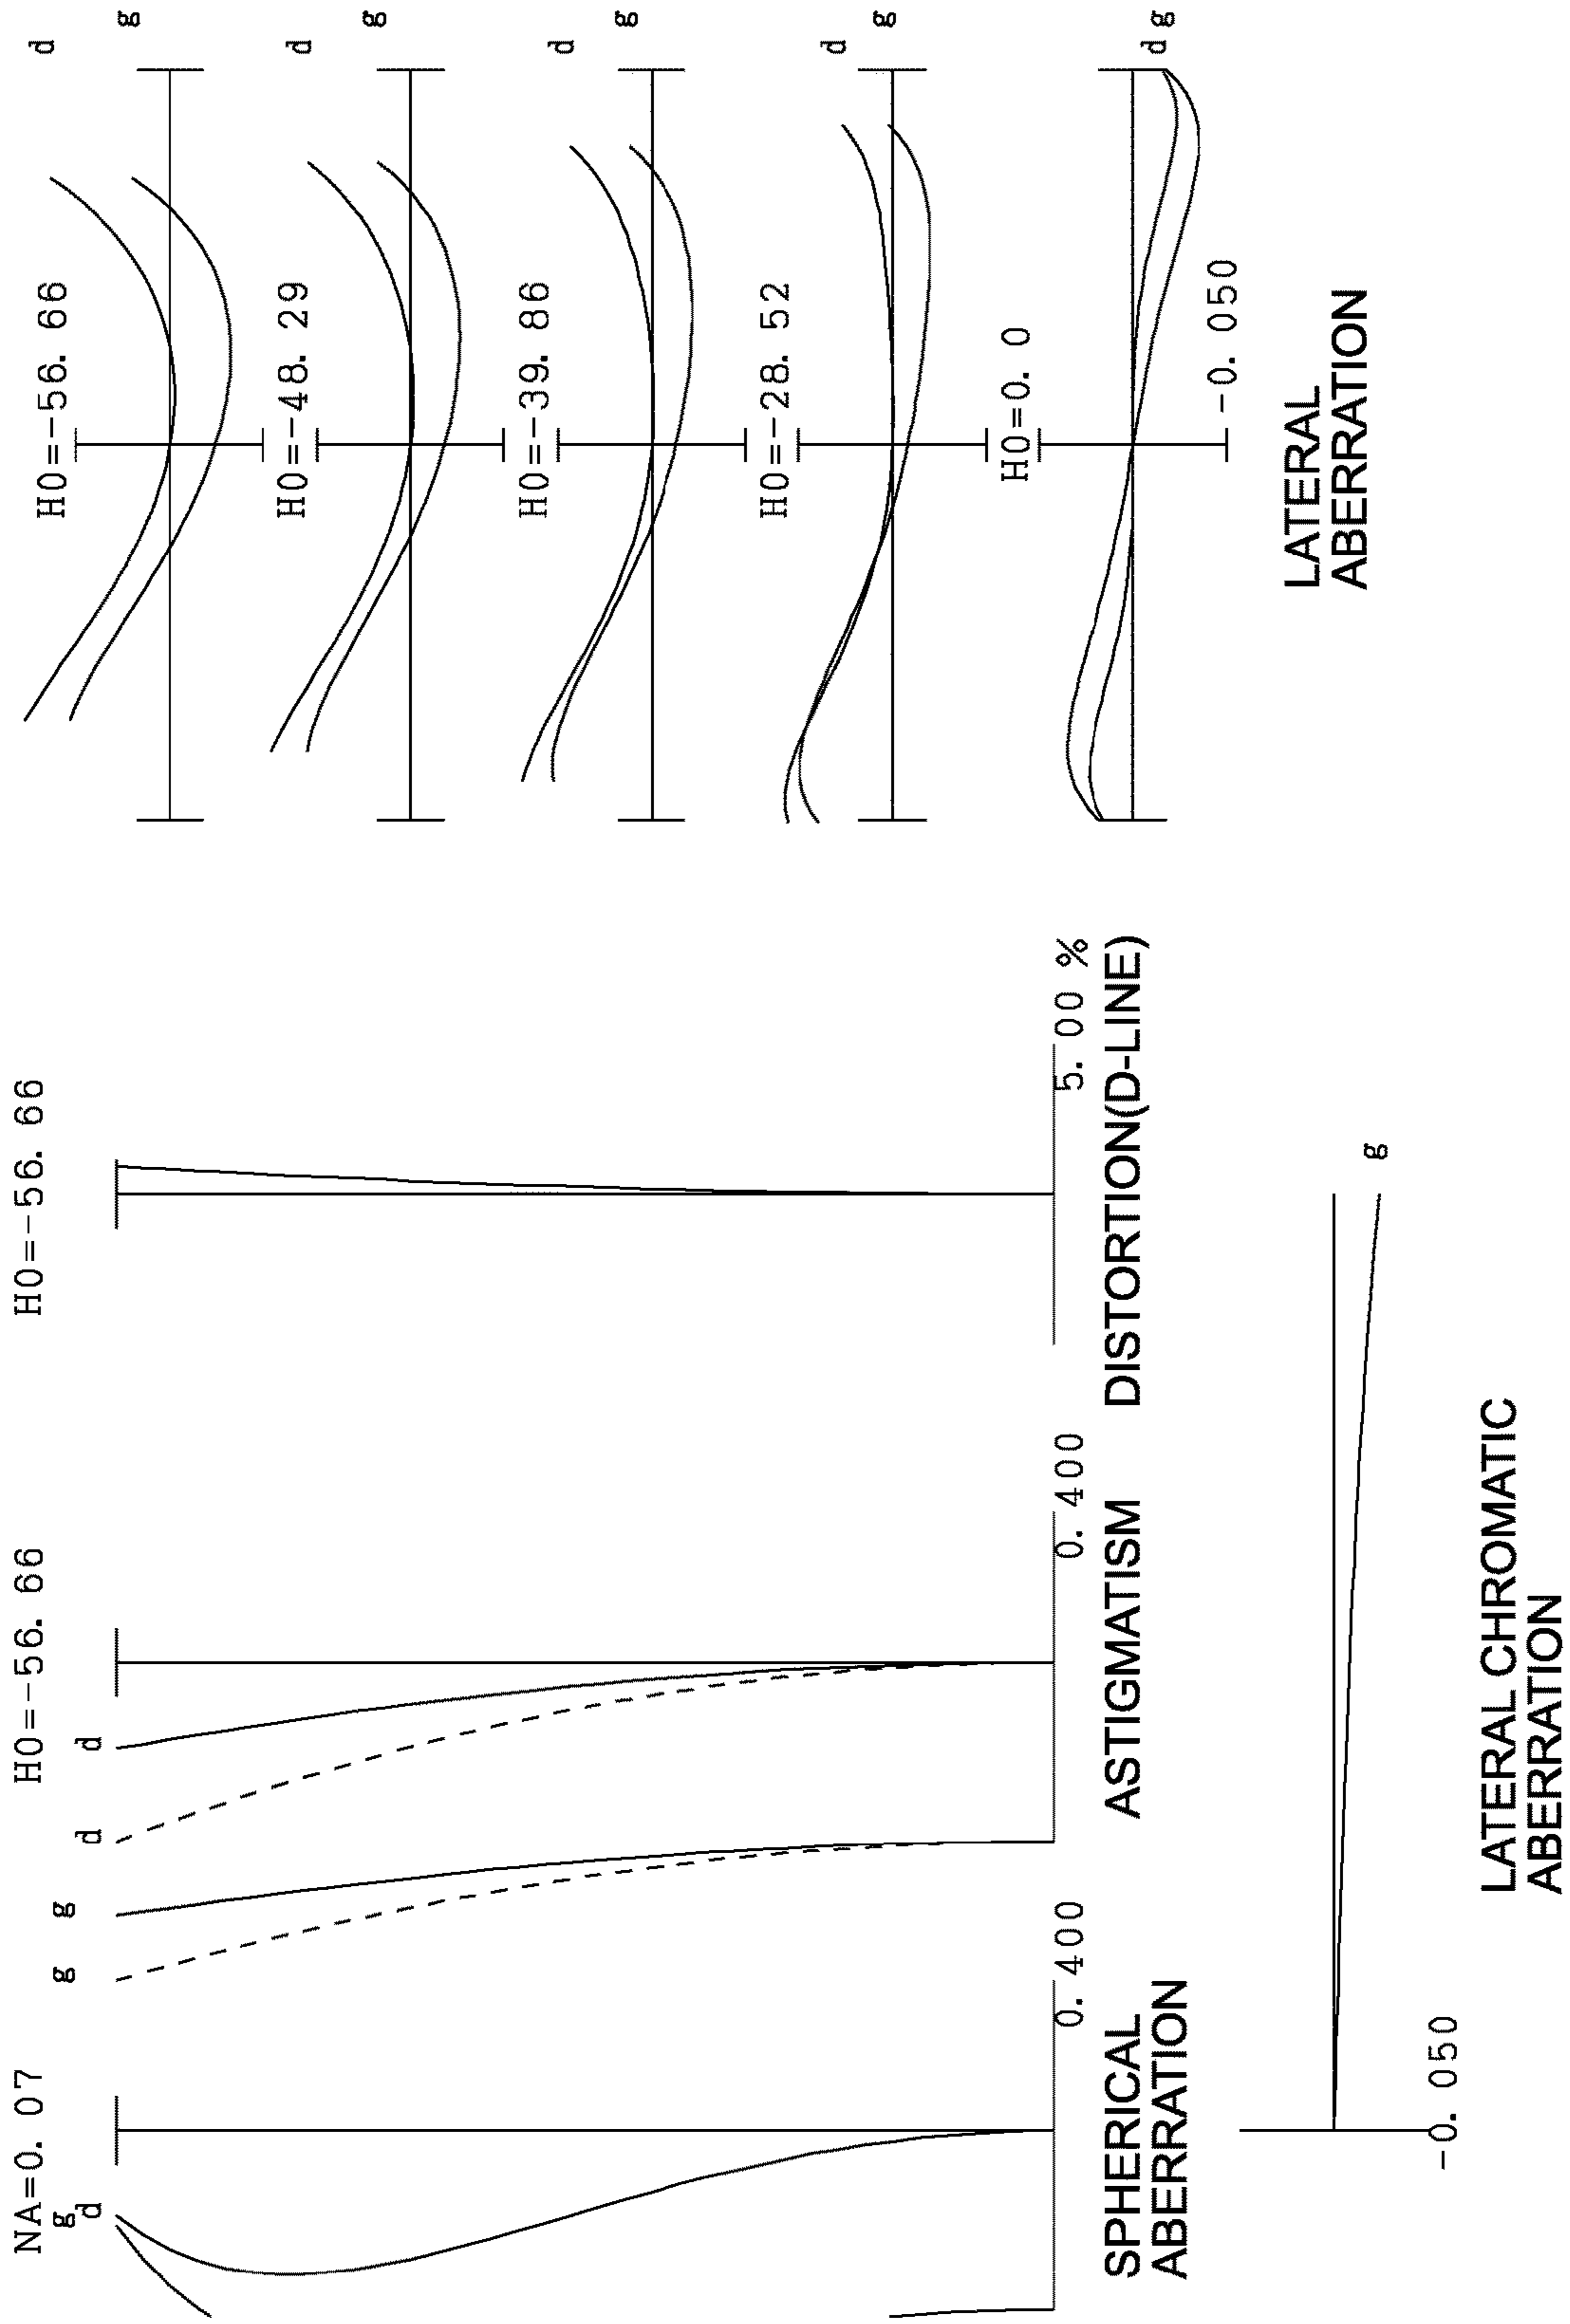 NA=0. 07
g
d
SPHERICAL
ABERRATION
0. 400
H0=-56. 66
g
g
d
d
ASTIGMATISM
0. 400
H0=-56. 66
DISTORTION(D-LINE)
5. 00 %
-0. 050
g
LATERAL CHROMATIC
ABERRATION
H0=-56. 66
d
g
H0=-48. 29
d
g
H0=-39. 86
d
g
H0=-28. 52
d
g
H0=0. 0
d g
-0. 050
LATERAL
ABERRATION